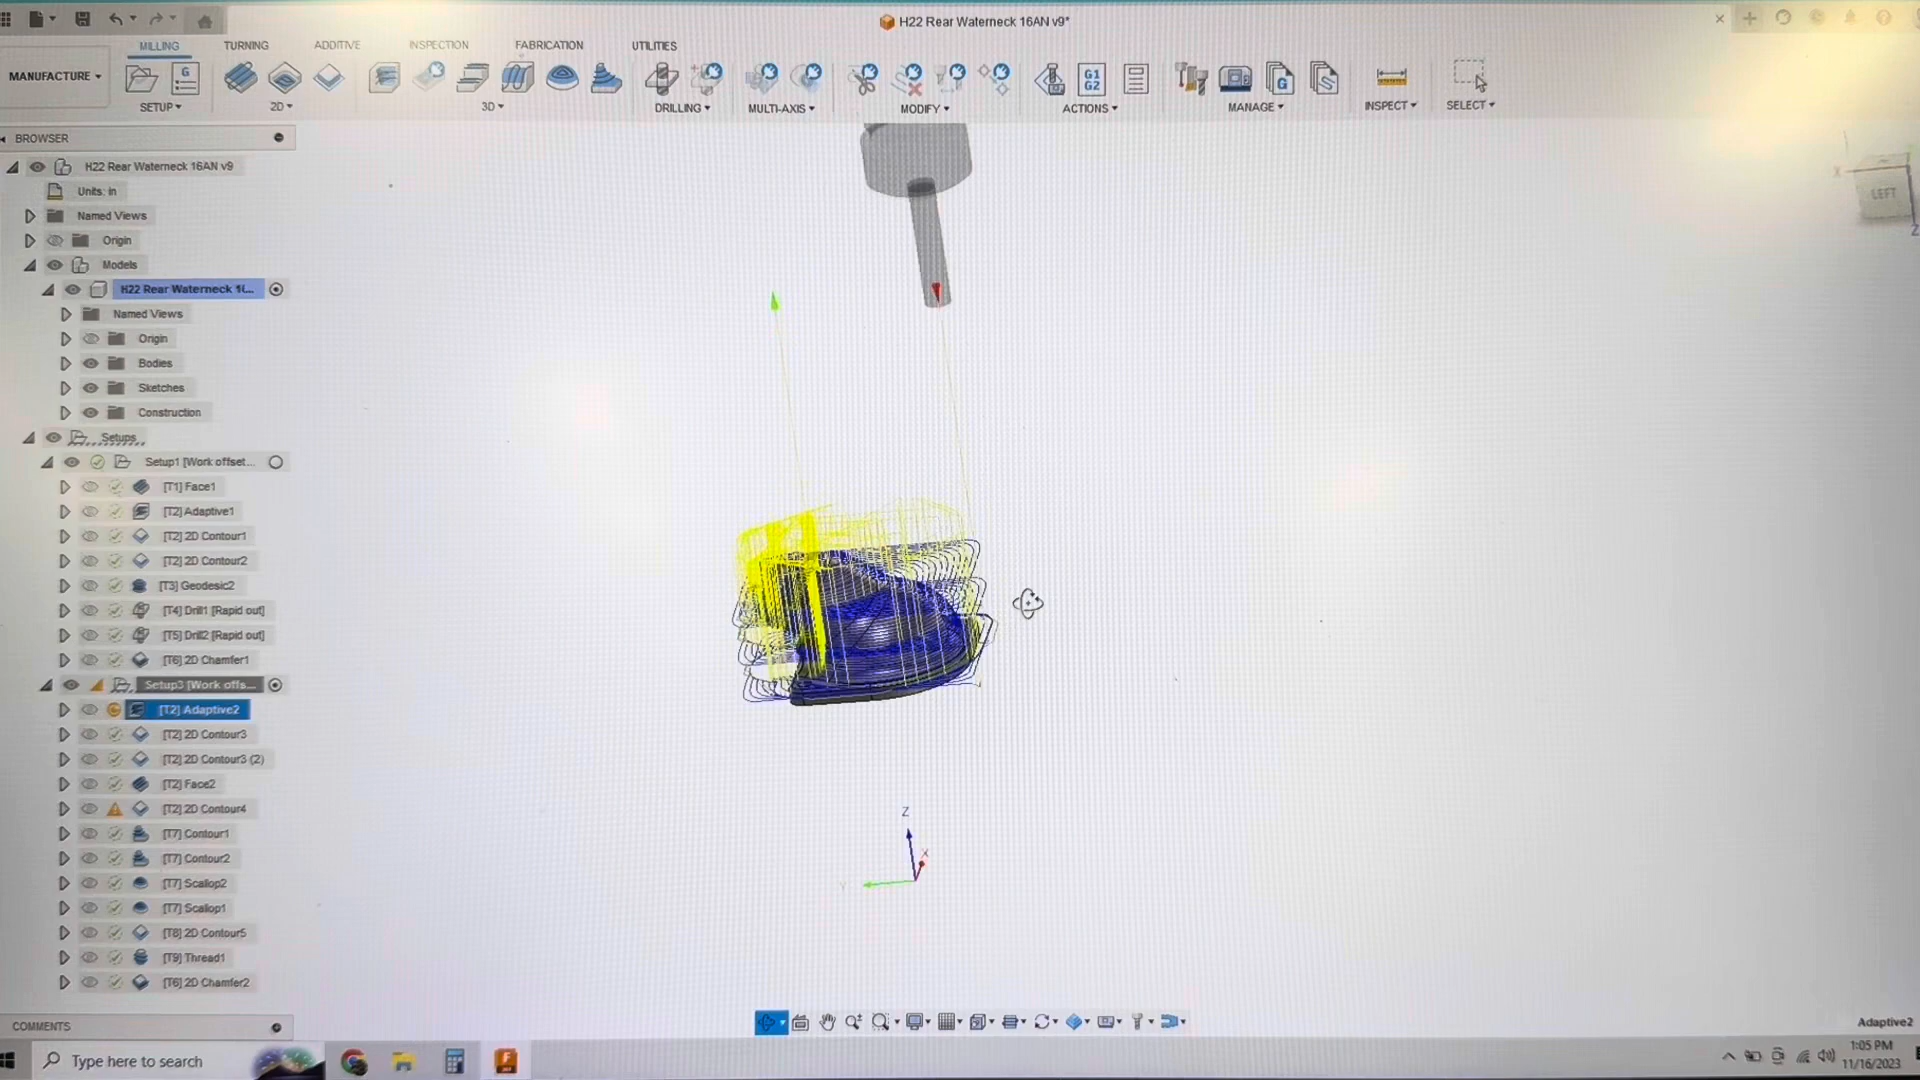 H22 Rear Waterneck 16AN v9*
MILLING TURNING ADDITIVE INSPECTION FABRICATION UTILITIES
MANUFACTURE
G G1 G2 G
SETUP 2D 3D DRILLING MULTI-AXIS MODIFY ACTIONS MANAGE INSPECT SELECT
BROWSER
H22 Rear Waterneck 16AN v9
Units: in
Named Views
Origin
Models
H22 Rear Waterneck 1(...
Named Views
Origin
Bodies
Sketches
Construction
Setups
Setup1 [Work offset...
[T1] Face1
[T2] Adaptive1
[T2] 2D Contour1
[T2] 2D Contour2
[T3] Geodesic2
[T4] Drill1 [Rapid out]
[T5] Drill2 [Rapid out]
[T6] 2D Chamfer1
Setup3 [Work offs...
[T2] Adaptive2
[T2] 2D Contour3
[T2] 2D Contour3 (2)
[T2] Face2
[T2] 2D Contour4
[T7] Contour1
[T7] Contour2
[T7] Scallop2
[T7] Scallop1
[T8] 2D Contour5
[T9] Thread1
[T6] 2D Chamfer2
LEFT
X
Z
Z
X
Y
COMMENTS
Adaptive2
Type here to search
1:05 PM
11/16/2023